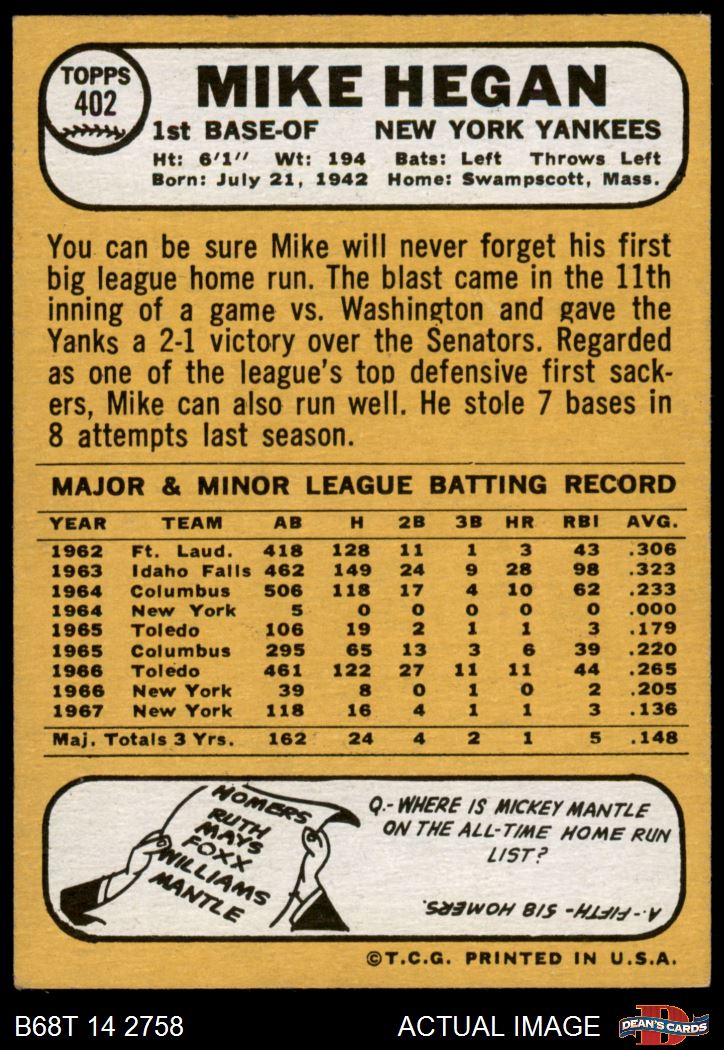 TOPPS
402
MIKE HEGAN
1st BASE-OF NEW YORK YANKEES
Ht: 6'1" Wt: 194 Bats: Left Throws Left
Born: July 21, 1942 Home: Swampscott, Mass.
You can be sure Mike will never forget his first
big league home run. The blast came in the 11th
inning of a game vs. Washington and gave the
Yanks a 2-1 victory over the Senators. Regarded
as one of the league's top defensive first sack-
ers, Mike can also run well. He stole 7 bases in
8 attempts last season.
MAJOR & MINOR LEAGUE BATTING RECORD
YEAR TEAM AB H 2B 3B HR RBI AVG.
1962 Ft. Laud. 418 128 11 1 3 43 .306
1963 Idaho Falls 462 149 24 9 28 98 .323
1964 Columbus 506 118 17 4 10 62 .233
1964 New York 5 0 0 0 0 0 .000
1965 Toledo 106 19 2 1 1 3 .179
1965 Columbus 295 65 13 3 6 39 .220
1966 Toledo 461 122 27 11 11 44 .265
1966 New York 39 8 0 1 0 2 .205
1967 New York 118 16 4 1 1 3 .136
Maj. Totals 3 Yrs. 162 24 4 2 1 5 .148
HOMERS
RUTH
MAYS
FOXX
WILLIAMS
MANTLE
Q.- WHERE IS MICKEY MANTLE
ON THE ALL-TIME HOME RUN
LIST?
A.- FIFTH - 518 HOMERS.
©T.C.G. PRINTED IN U.S.A.
B68T 14 2758 ACTUAL IMAGE
D
DEAN'S CARDS